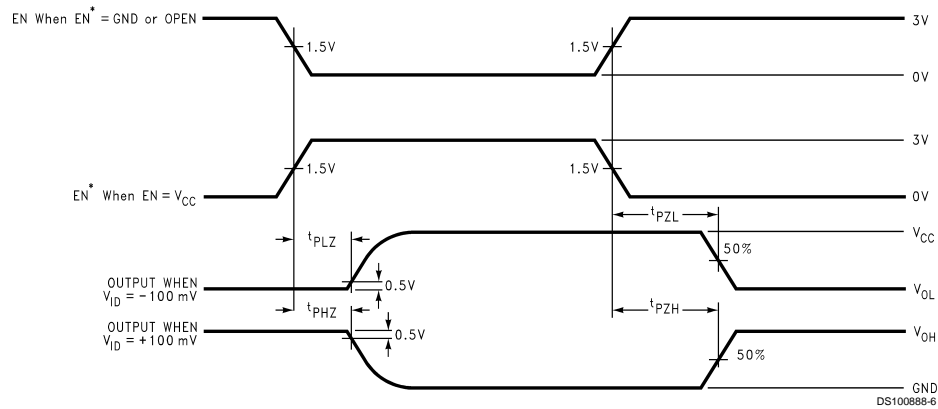 EN When EN* = GND or OPEN
3V
1.5V
1.5V
0V
3V
1.5V
1.5V
EN* When EN = VCC
0V
tPZL
tPLZ
VCC
50%
OUTPUT WHEN
VID = −100 mV
0.5V
VOL
tPHZ
tPZH
OUTPUT WHEN
VID = +100 mV
0.5V
VOH
50%
GND
DS100888-6